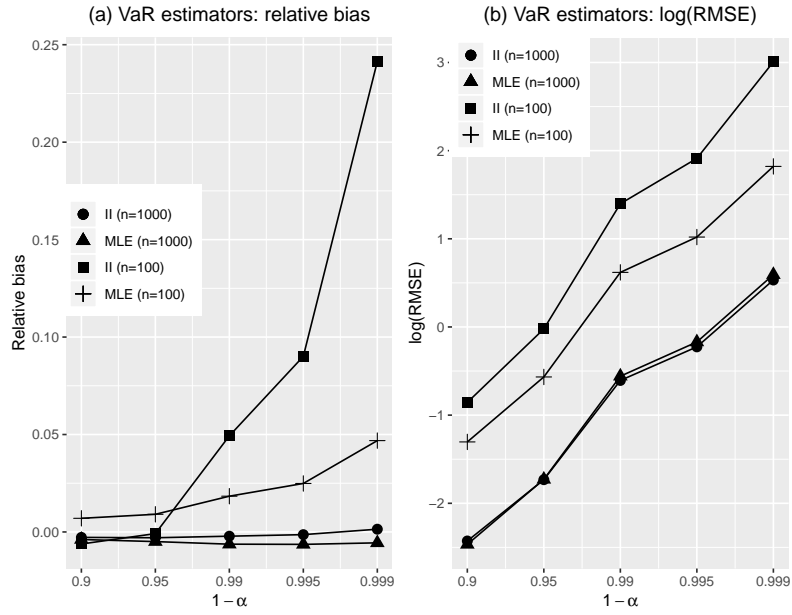 (a) VaR estimators: relative bias
Relative bias
0.25
0.20
0.15
0.10
0.05
0.00
II (n=1000)
MLE (n=1000)
II (n=100)
MLE (n=100)
0.9 0.95 0.99 0.995 0.999
1 − α
(b) VaR estimators: log(RMSE)
log(RMSE)
3
2
1
0
−1
−2
II (n=1000)
MLE (n=1000)
II (n=100)
MLE (n=100)
0.9 0.95 0.99 0.995 0.999
1 − α